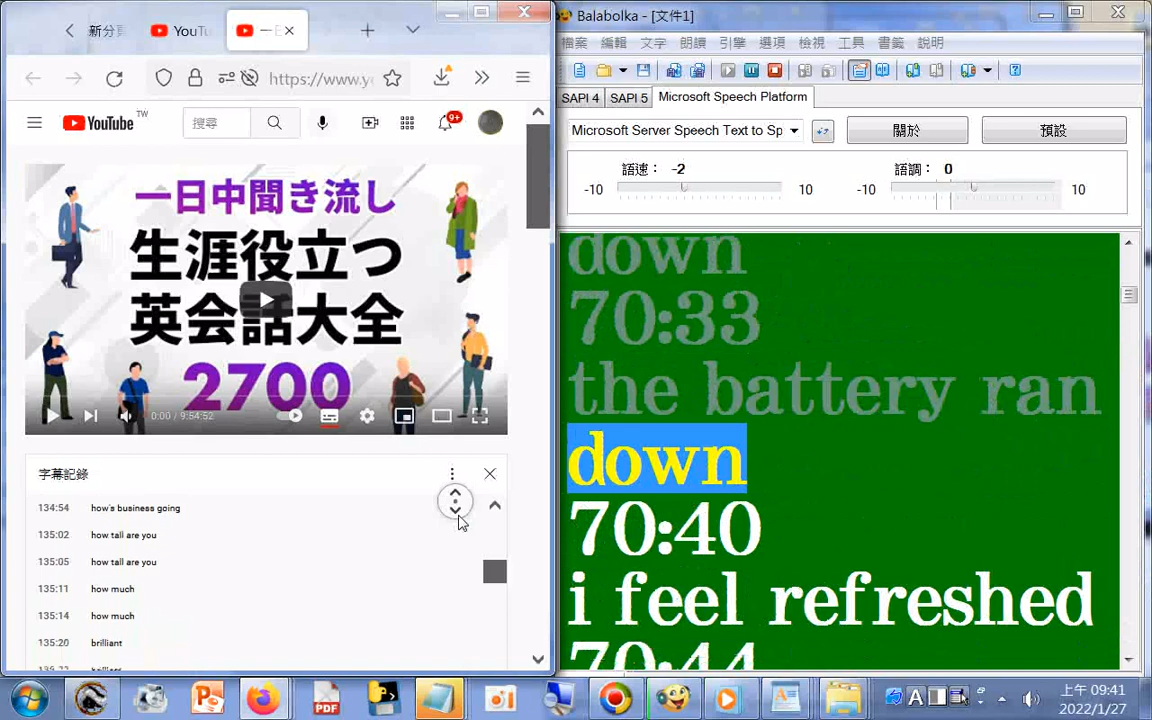 新分
YouTu
Balabolka - [文件1]
https://www.y
檔案 編輯 文字 朗讀 引擎 選項 檢視 工具 書籤 說明
YouTube TW
搜尋
9+
SAPI 4 SAPI 5 Microsoft Speech Platform
Microsoft Server Speech Text to Sp
關於
預設
語速： -2
語調： 0
-10 10
-10 10
一日中聞き流し
生涯役立つ
英会話大全
2700
0:00 / 9:54:52
字幕記錄
134:54 how's business going
135:02 how tall are you
135:05 how tall are you
135:11 how much
135:14 how much
135:20 brilliant
down
70:33
the battery ran
down
70:40
i feel refreshed
70:44
PDF
A
上午 09:41
2022/1/27